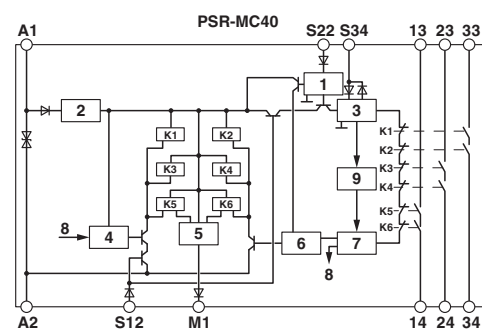 PSR-MC40
A1 S22 S34 13 23 33
1
2 3
K1 K2 K1
K2
K3 K4 9 K3
K4
K5 K6 K5
8 4 5 6 7 K6
8
A2 S12 M1 14 24 34